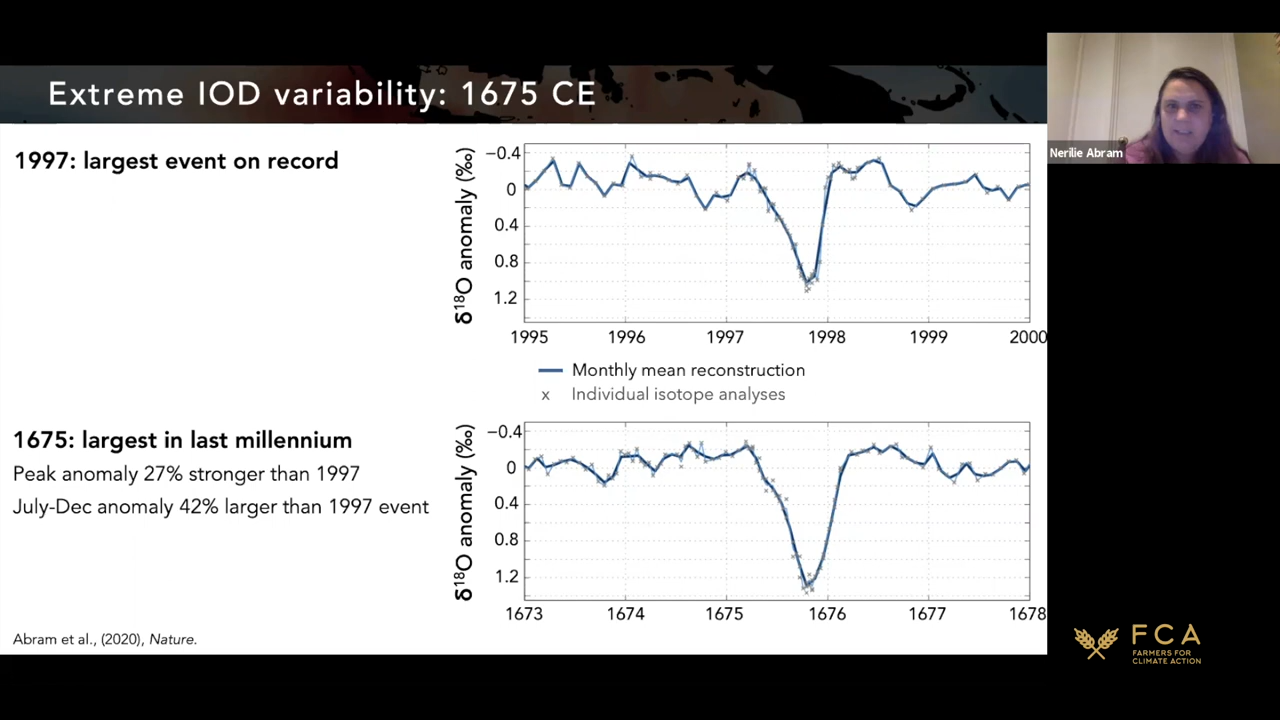 Extreme IOD variability: 1675 CE
Nerilie Abram
1997: largest event on record
δ¹⁸O anomaly (‰)
−0.4
0
0.4
0.8
1.2
1995 1996 1997 1998 1999 2000
Monthly mean reconstruction
x Individual isotope analyses
1675: largest in last millennium
Peak anomaly 27% stronger than 1997
July-Dec anomaly 42% larger than 1997 event
δ¹⁸O anomaly (‰)
−0.4
0
0.4
0.8
1.2
1673 1674 1675 1676 1677 1678
Abram et al., (2020), Nature.
FCA
FARMERS FOR
CLIMATE ACTION